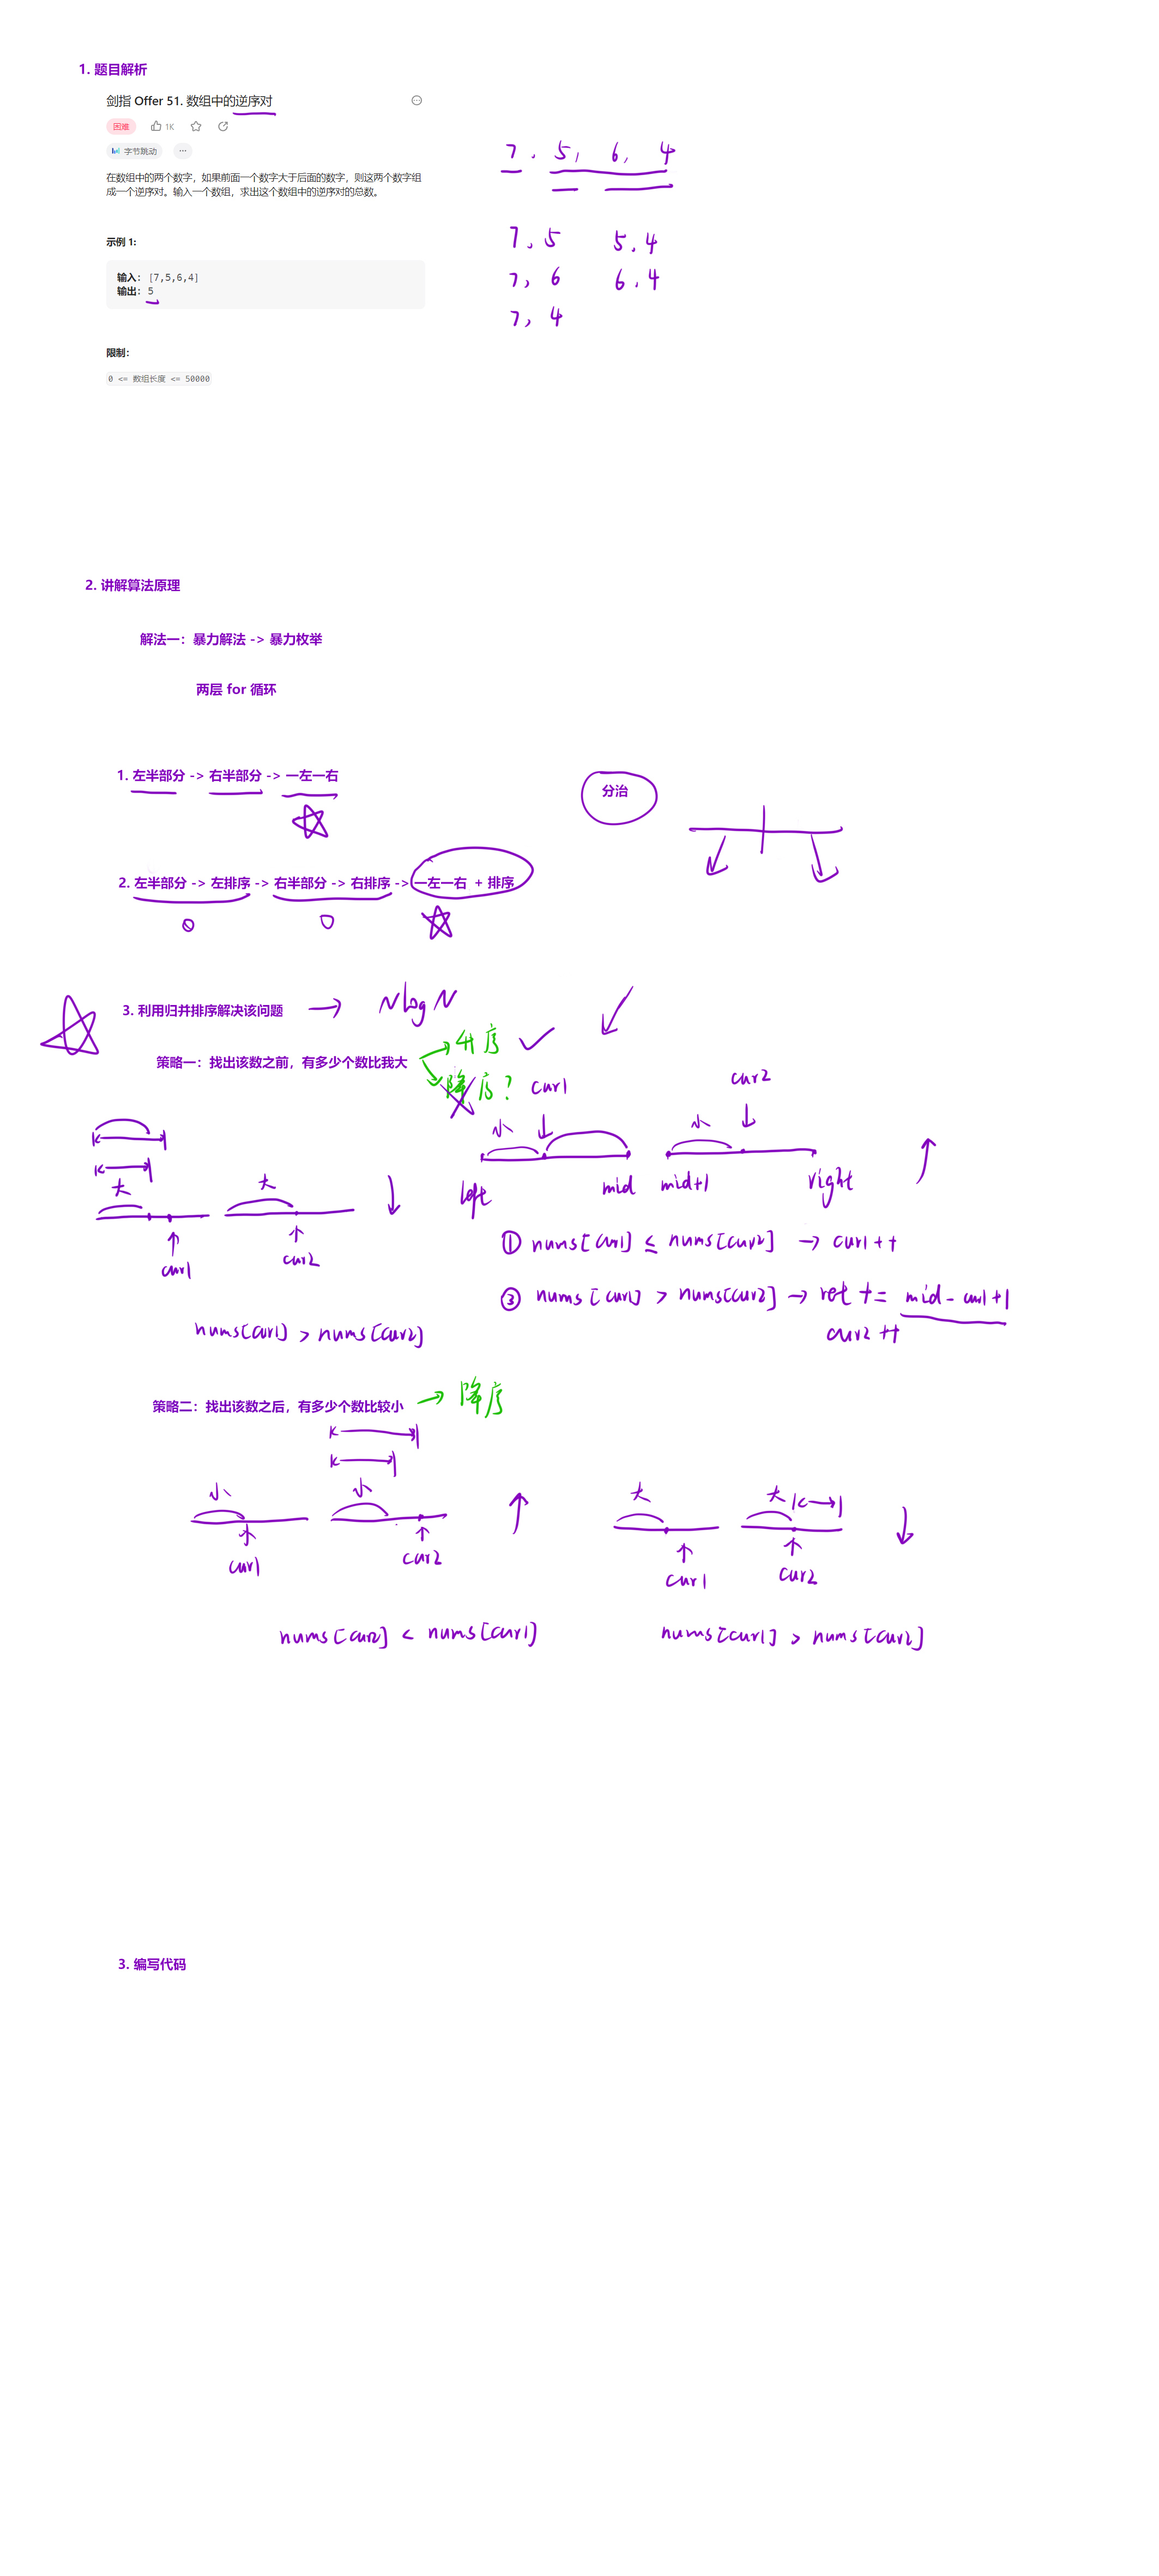 1. 题目解析
剑指 Offer 51. 数组中的逆序对
困难 1K
字节跳动 ...
在数组中的两个数字，如果前面一个数字大于后面的数字，则这两个数字组
成一个逆序对。输入一个数组，求出这个数组中的逆序对的总数。
7, 5, 6, 4
7, 5 5, 4
7, 6 6, 4
7, 4
示例 1:
输入: [7,5,6,4]
输出: 5
限制：
0 <= 数组长度 <= 50000
2. 讲解算法原理
解法一：暴力解法 -> 暴力枚举
两层 for 循环
1. 左半部分 -> 右半部分 -> 一左一右
分治
2. 左半部分 -> 左排序 -> 右半部分 -> 右排序 -> 一左一右 + 排序
3. 利用归并排序解决该问题 → NlogN
策略一：找出该数之前，有多少个数比我大
升序 ✓
降序？
cur1 cur2
小 小
left mid mid+1 right
大 大
cur1 cur2
① nums[cur1] ≤ nums[cur2] → cur1++
② nums[cur1] > nums[cur2] → ret += mid - cur1 + 1
cur2++
nums[cur1] > nums[cur2]
策略二：找出该数之后，有多少个数比较小 → 降序
小 小 大 大
cur1 cur2 cur1 cur2
nums[cur2] < nums[cur1] nums[cur1] > nums[cur2]
3. 编写代码